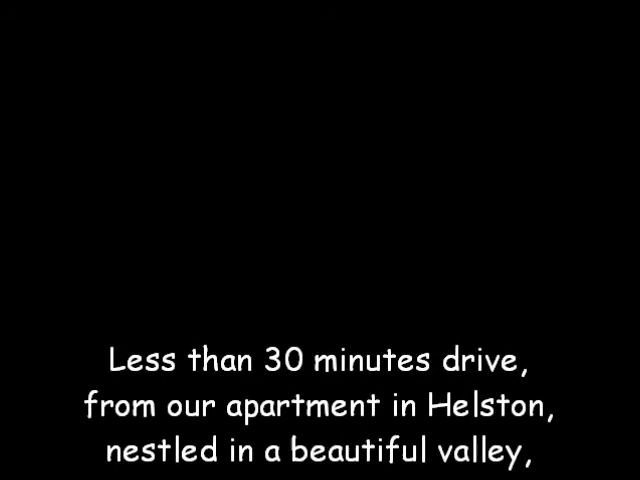 Less than 30 minutes drive,
from our apartment in Helston,
nestled in a beautiful valley,